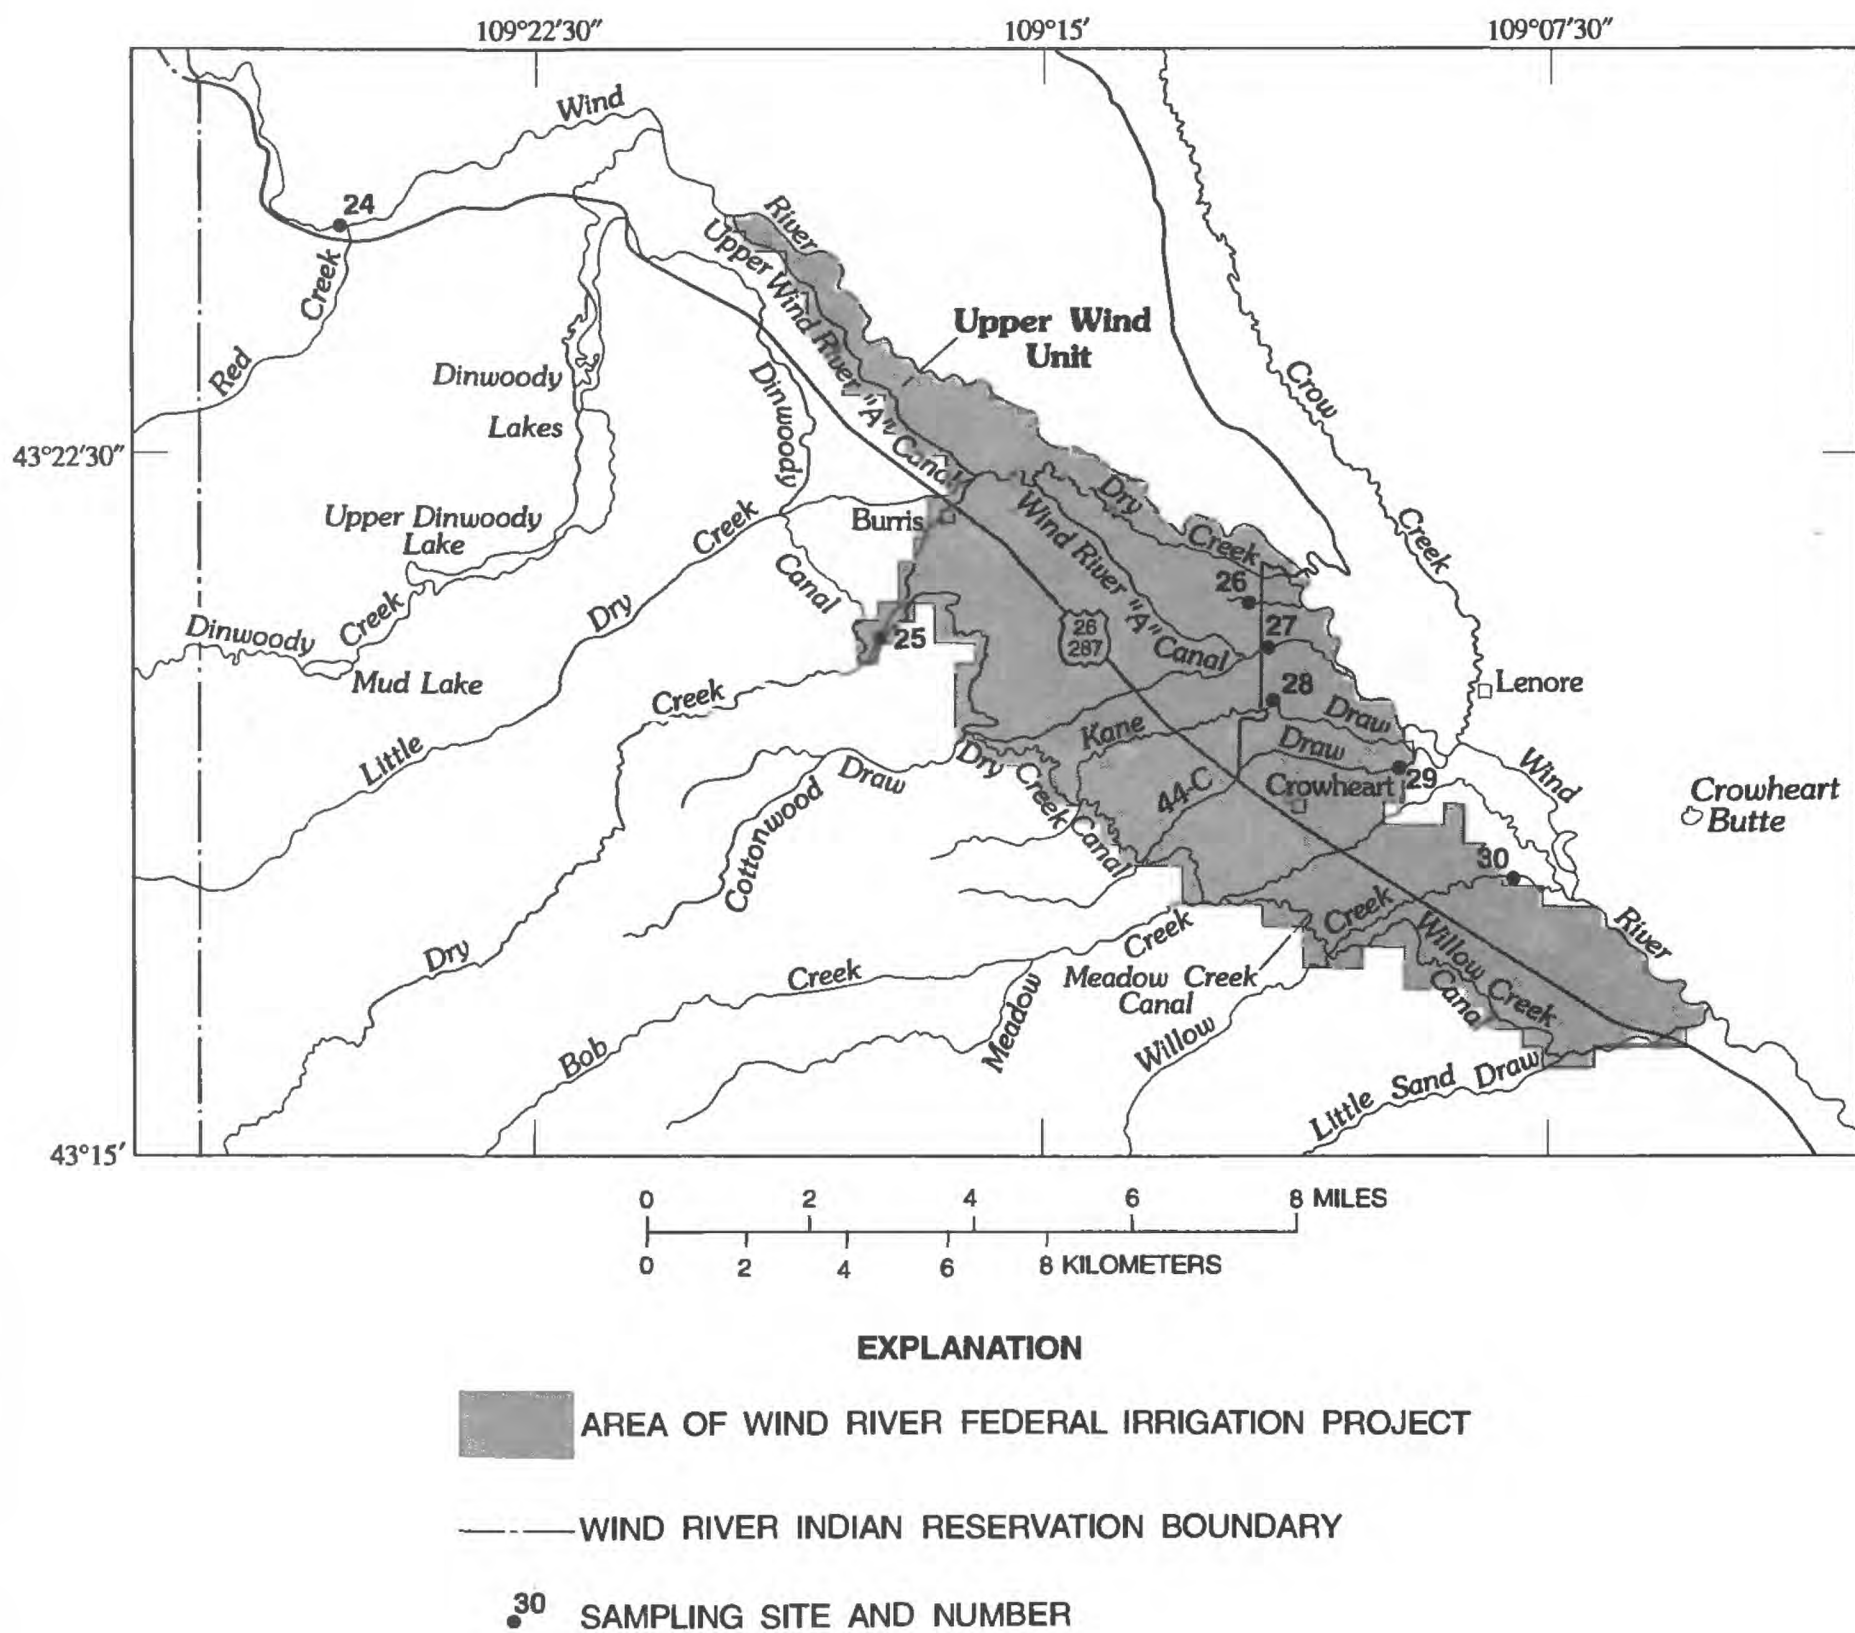 109°22'30" 109°15' 109°07'30"
Wind
24
River
Creek
Upper Wind River "A" Canal
Upper Wind
Unit
Red
Dinwoody
Lakes
Dinwoody
Crow
43°22'30"
Creek
Upper Dinwoody
Lake
Creek
Burris
Dry
Creek
Wind River "A" Canal
Canal
26
Dry
26
287
27
25
Dinwoody
Creek
Mud Lake
28
Lenore
Creek
Draw
Kane
Draw
Little
Draw
Dry Creek Canal
44-C
Crowheart
29
Wind
Crowheart
Butte
Cottonwood
30
Dry
Creek
Creek
River
Willow Creek
Canal
Creek
Meadow Creek
Canal
Meadow
Willow
Bob
Little Sand Draw
43°15'
0 2 4 6 8 MILES
0 2 4 6 8 KILOMETERS
EXPLANATION
AREA OF WIND RIVER FEDERAL IRRIGATION PROJECT
WIND RIVER INDIAN RESERVATION BOUNDARY
30 SAMPLING SITE AND NUMBER